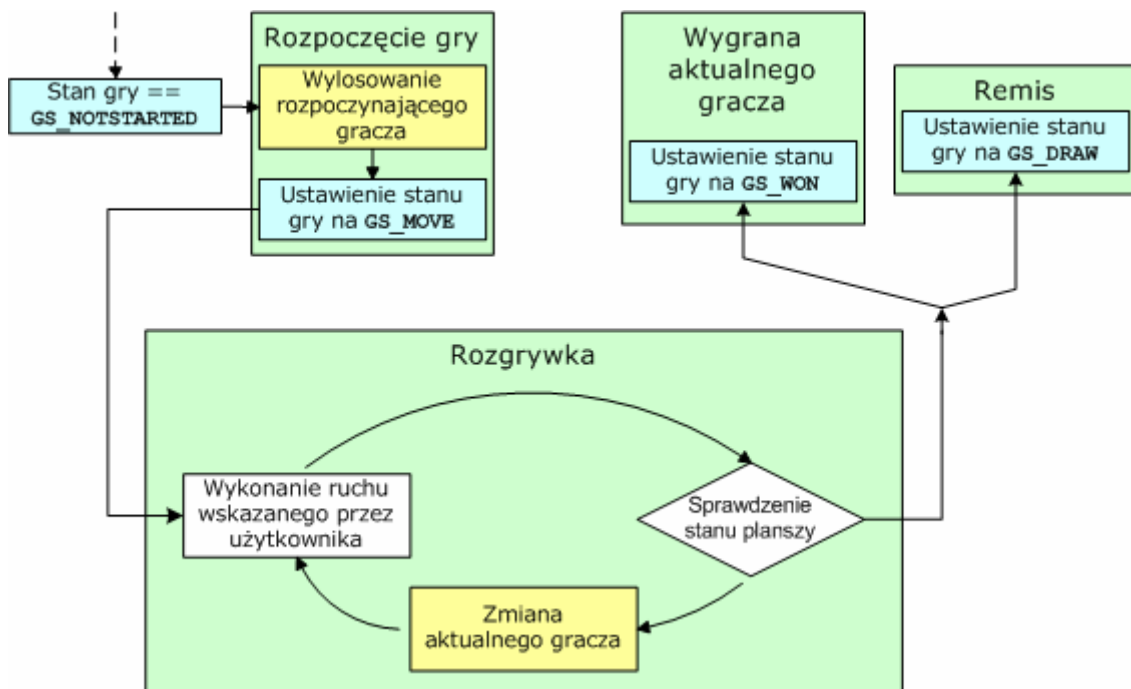 Stan gry ==
GS_NOTSTARTED
Rozpoczęcie gry
Wylosowanie
rozpoczynającego
gracza
Ustawienie stanu
gry na GS_MOVE
Wygrana
aktualnego
gracza
Ustawienie stanu
gry na GS_WON
Remis
Ustawienie stanu
gry na GS_DRAW
Rozgrywka
Wykonanie ruchu
wskazanego przez
użytkownika
Sprawdzenie
stanu planszy
Zmiana
aktualnego gracza